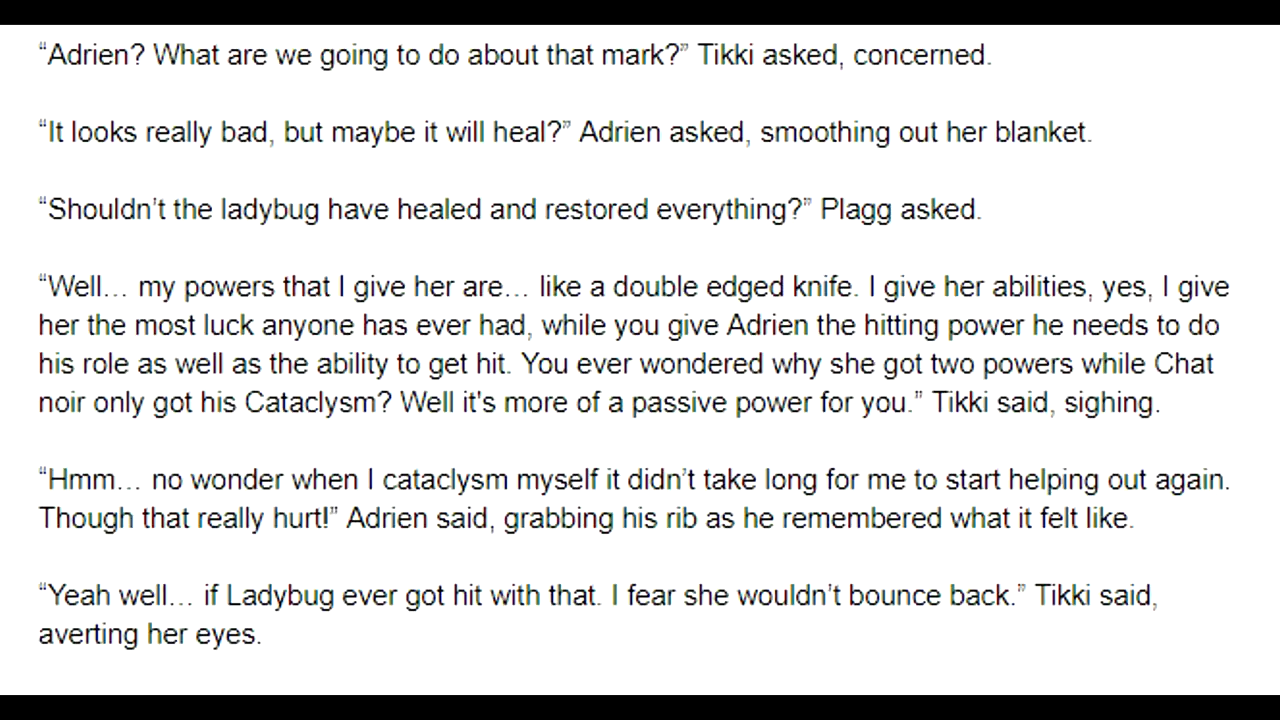 “Adrien? What are we going to do about that mark?” Tikki asked, concerned.
“It looks really bad, but maybe it will heal?” Adrien asked, smoothing out her blanket.
“Shouldn’t the ladybug have healed and restored everything?” Plagg asked.
“Well… my powers that I give her are… like a double edged knife. I give her abilities, yes, I give
her the most luck anyone has ever had, while you give Adrien the hitting power he needs to do
his role as well as the ability to get hit. You ever wondered why she got two powers while Chat
noir only got his Cataclysm? Well it's more of a passive power for you.” Tikki said, sighing.
“Hmm… no wonder when I cataclysm myself it didn’t take long for me to start helping out again.
Though that really hurt!” Adrien said, grabbing his rib as he remembered what it felt like.
“Yeah well… if Ladybug ever got hit with that. I fear she wouldn’t bounce back.” Tikki said,
averting her eyes.